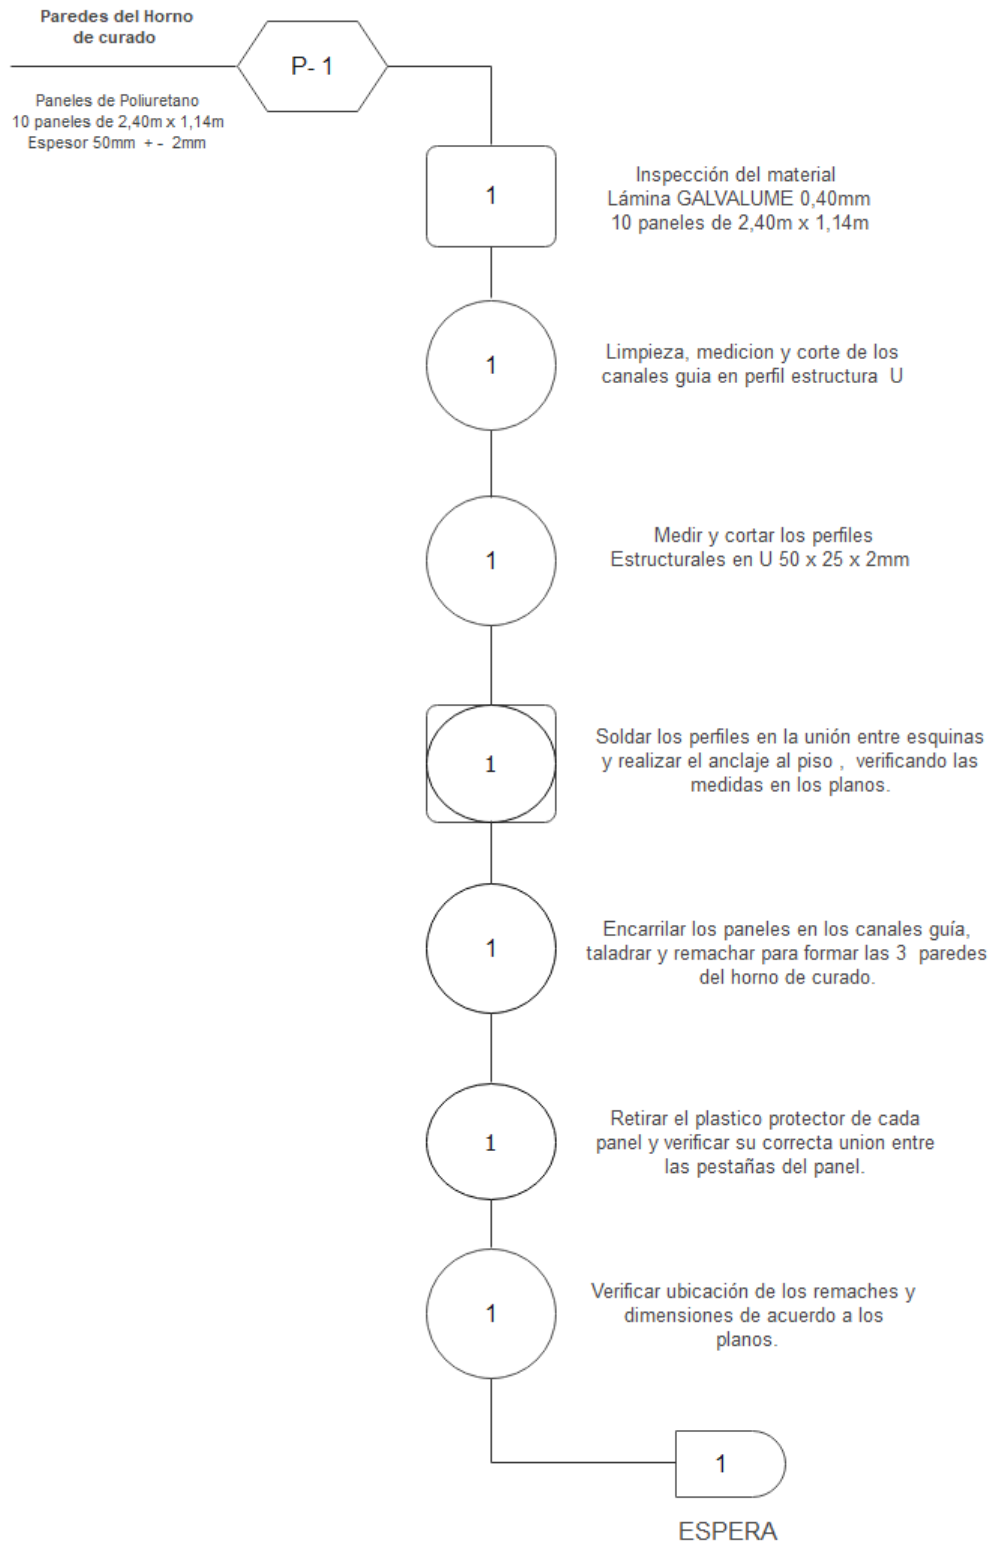 Paredes del Horno
de curado
P- 1
Paneles de Poliuretano
10 paneles de 2,40m x 1,14m
Espesor 50mm + - 2mm
1
Inspección del material
Lámina GALVALUME 0,40mm
10 paneles de 2,40m x 1,14m
1
Limpieza, medicion y corte de los
canales guia en perfil estructura U
1
Medir y cortar los perfiles
Estructurales en U 50 x 25 x 2mm
1
Soldar los perfiles en la unión entre esquinas
y realizar el anclaje al piso , verificando las
medidas en los planos.
1
Encarrilar los paneles en los canales guía,
taladrar y remachar para formar las 3 paredes
del horno de curado.
1
Retirar el plastico protector de cada
panel y verificar su correcta union entre
las pestañas del panel.
1
Verificar ubicación de los remaches y
dimensiones de acuerdo a los
planos.
1
ESPERA